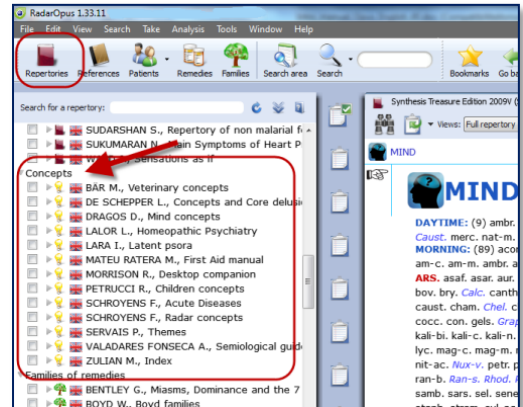 RadarOpus 1.33.11
File Edit View Search Take Analysis Tools Window Help
Repertories References Patients Remedies Families Search area Search Bookmarks Go ba
Search for a repertory:
SUDARSHAN S., Repertory of non malarial f
SUKUMARAN N., Main Symptoms of Heart P
Sensations as if
Concepts
BÄR M., Veterinary concepts
DE SCHEPPER L., Concepts and Core delusi
DRAGOS D., Mind concepts
LALOR L., Homeopathic Psychiatry
LARA I., Latent psora
MATEU RATERA M., First Aid manual
MORRISON R., Desktop companion
PETRUCCI R., Children concepts
SCHROYENS F., Acute Diseases
SCHROYENS F., Radar concepts
SERVAIS P., Themes
VALADARES FONSECA A., Semiological guid
ZULIAN M., Index
Families of remedies
BENTLEY G., Miasms, Dominance and the 7
BOYD W., Boyd families
Synthesis Treasure Edition 2009V (S
Views: Full repertory
MIND
MIND
DAYTIME: (9) ambr.
Caust. merc. nat-m.
MORNING: (89) acon
am-c. am-m. ambr. a
ARS. asaf. asar. aur.
bov. bry. Calc. canth
caust. cham. Chel. c
cocc. con. gels. Grap
kali-bi. kali-c. kali-n.
lyc. mag-c. mag-m. m
nit-ac. Nux-v. petr. p
ran-b. Ran-s. Rhod. R
samb. sars. sel. sene